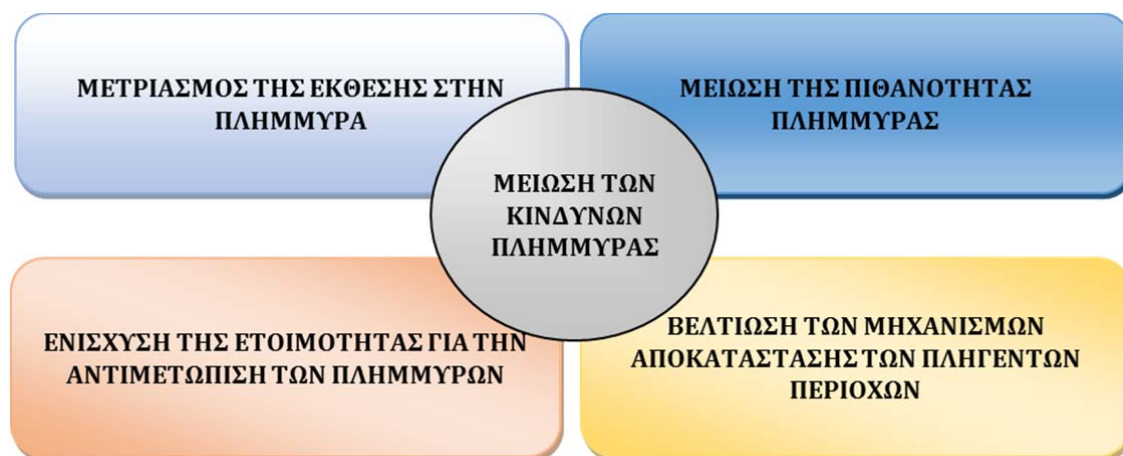 ΜΕΤΡΙΑΣΜΟΣ ΤΗΣ ΕΚΘΕΣΗΣ ΣΤΗΝ
ΠΛΗΜΜΥΡΑ
ΜΕΙΩΣΗ ΤΗΣ ΠΙΘΑΝΟΤΗΤΑΣ
ΠΛΗΜΜΥΡΑΣ
ΜΕΙΩΣΗ ΤΩΝ
ΚΙΝΔΥΝΩΝ
ΠΛΗΜΜΥΡΑΣ
ΕΝΙΣΧΥΣΗ ΤΗΣ ΕΤΟΙΜΟΤΗΤΑΣ ΓΙΑ ΤΗΝ
ΑΝΤΙΜΕΤΩΠΙΣΗ ΤΩΝ ΠΛΗΜΜΥΡΩΝ
ΒΕΛΤΙΩΣΗ ΤΩΝ ΜΗΧΑΝΙΣΜΩΝ
ΑΠΟΚΑΤΑΣΤΑΣΗΣ ΤΩΝ ΠΛΗΓΕΝΤΩΝ
ΠΕΡΙΟΧΩΝ